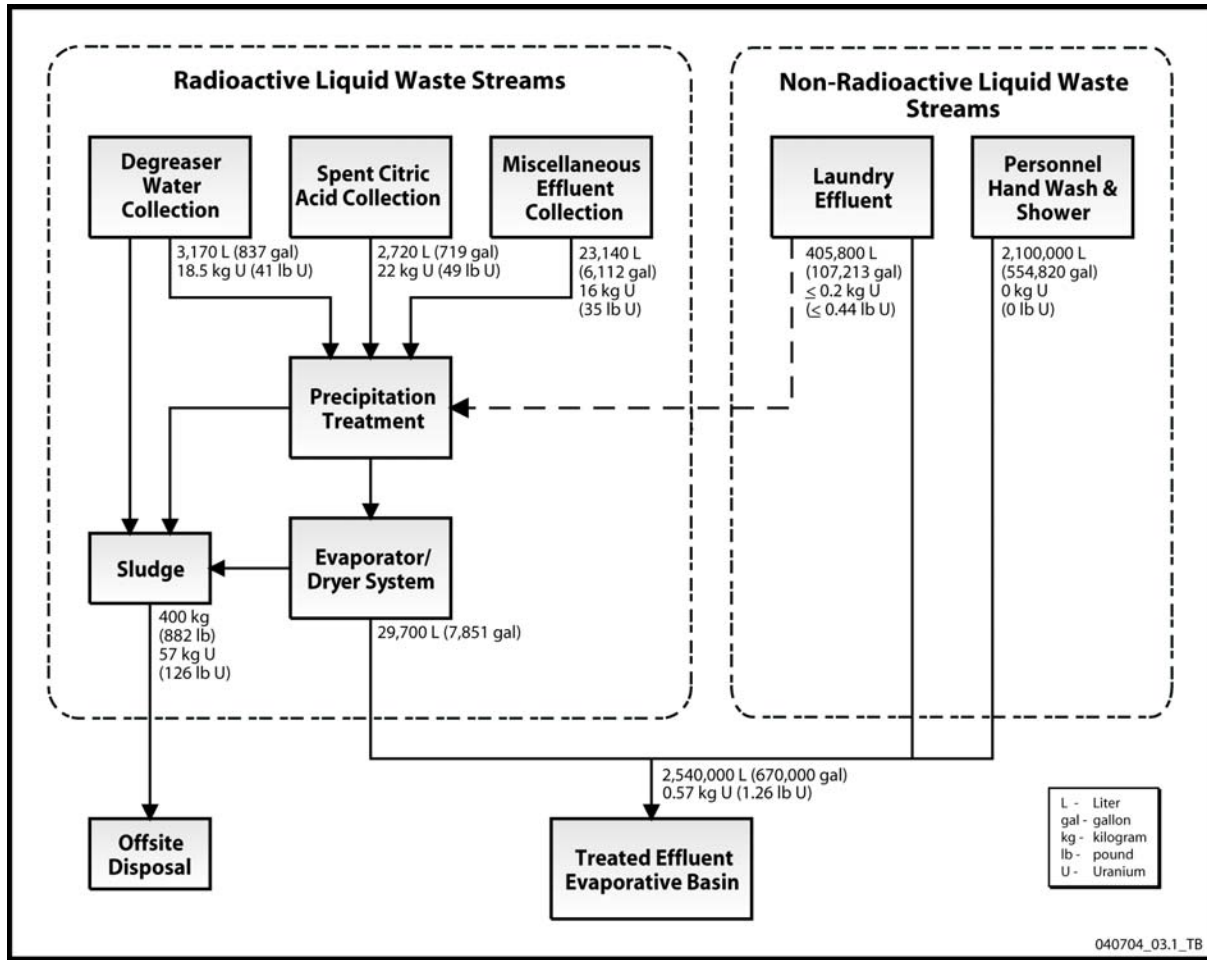 Radioactive Liquid Waste Streams
Non-Radioactive Liquid Waste
Streams
Degreaser
Water
Collection
Spent Citric
Acid Collection
Miscellaneous
Effluent
Collection
Laundry
Effluent
Personnel
Hand Wash &
Shower
3,170 L (837 gal)
18.5 kg U (41 lb U)
2,720 L (719 gal)
22 kg U (49 lb U)
23,140 L
(6,112 gal)
16 kg U
(35 lb U)
405,800 L
(107,213 gal)
≤ 0.2 kg U
(≤ 0.44 lb U)
2,100,000 L
(554,820 gal)
0 kg U
(0 lb U)
Precipitation
Treatment
Sludge
Evaporator/
Dryer System
400 kg
(882 lb)
57 kg U
(126 lb U)
29,700 L (7,851 gal)
2,540,000 L (670,000 gal)
0.57 kg U (1.26 lb U)
Offsite
Disposal
Treated Effluent
Evaporative Basin
L - Liter
gal - gallon
kg - kilogram
lb - pound
U - Uranium
040704_03.1_TB